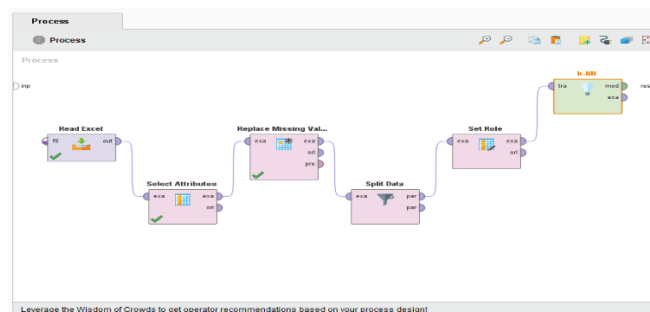 Process
Process
Process
inp
k-NN
tra mod res
exa
Read Excel
fil out
Replace Missing Val...
exa exa
ori
pre
Set Role
exa exa
ori
Select Attributes
exa exa
ori
Split Data
exa par
par
Leverage the Wisdom of Crowds to get operator recommendations based on your process design!